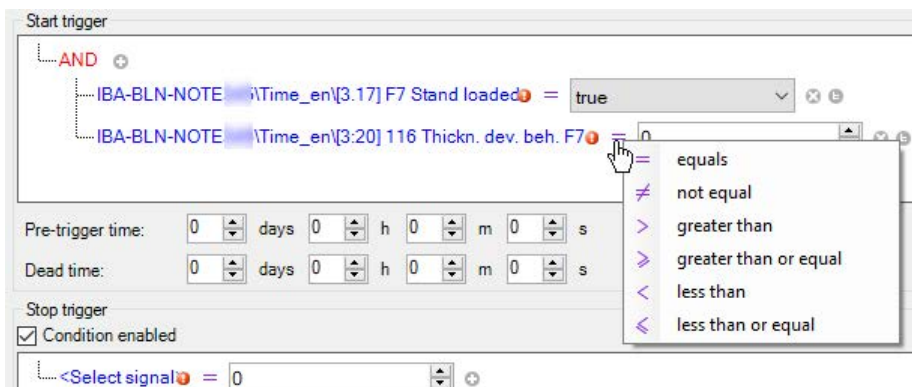 Start trigger
AND
IBA-BLN-NOTE \Time_en\[3.17] F7 Stand loaded = true
IBA-BLN-NOTE \Time_en\[3:20] 116 Thickn. dev. beh. F7 = 0
= equals
≠ not equal
> greater than
⩾ greater than or equal
< less than
⩽ less than or equal
Pre-trigger time: 0 days 0 h 0 m 0 s
Dead time: 0 days 0 h 0 m 0 s
Stop trigger
Condition enabled
<Select signal = 0